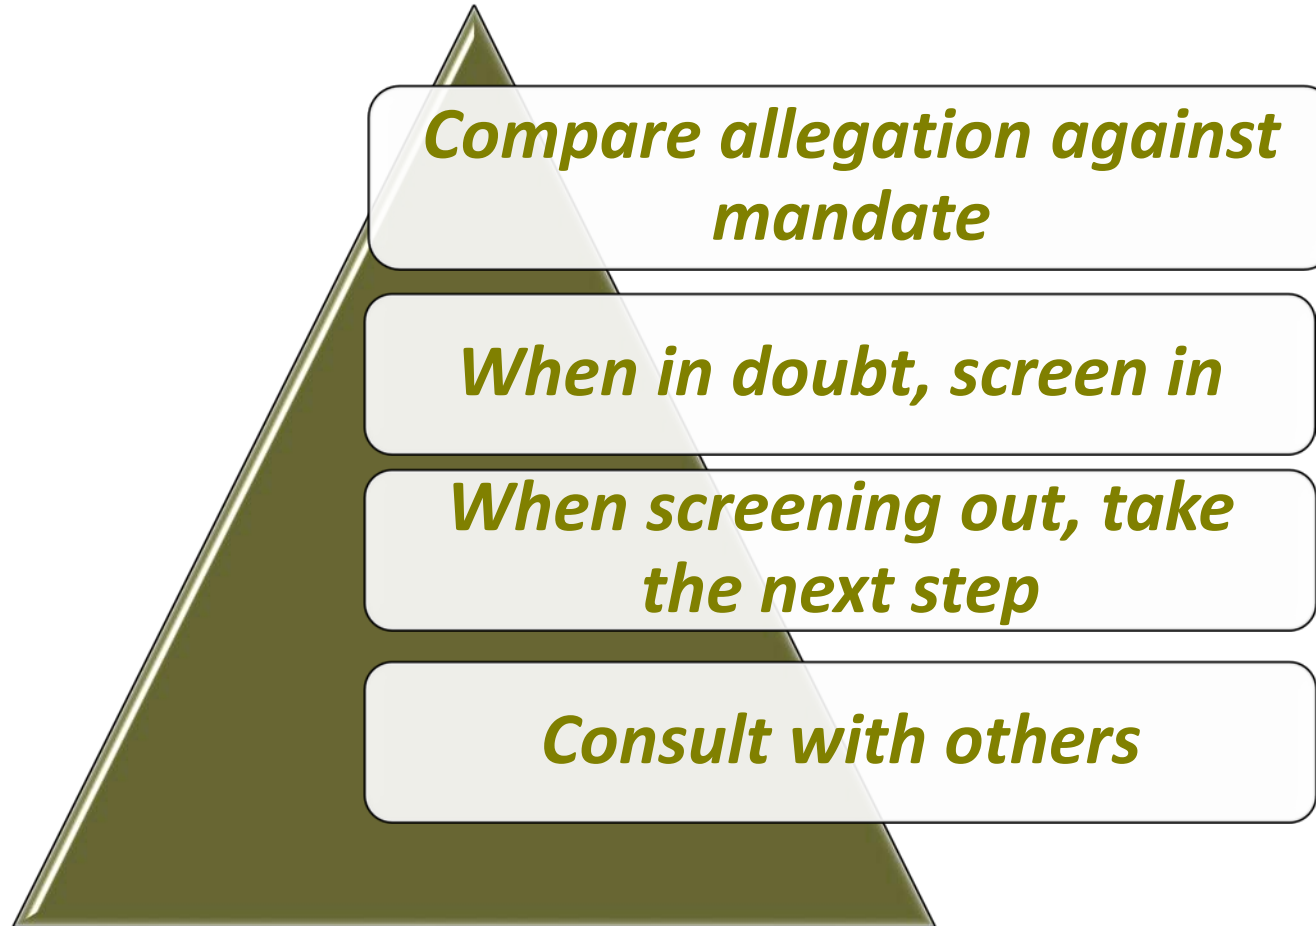 Compare allegation against
mandate
When in doubt, screen in
When screening out, take
the next step
Consult with others